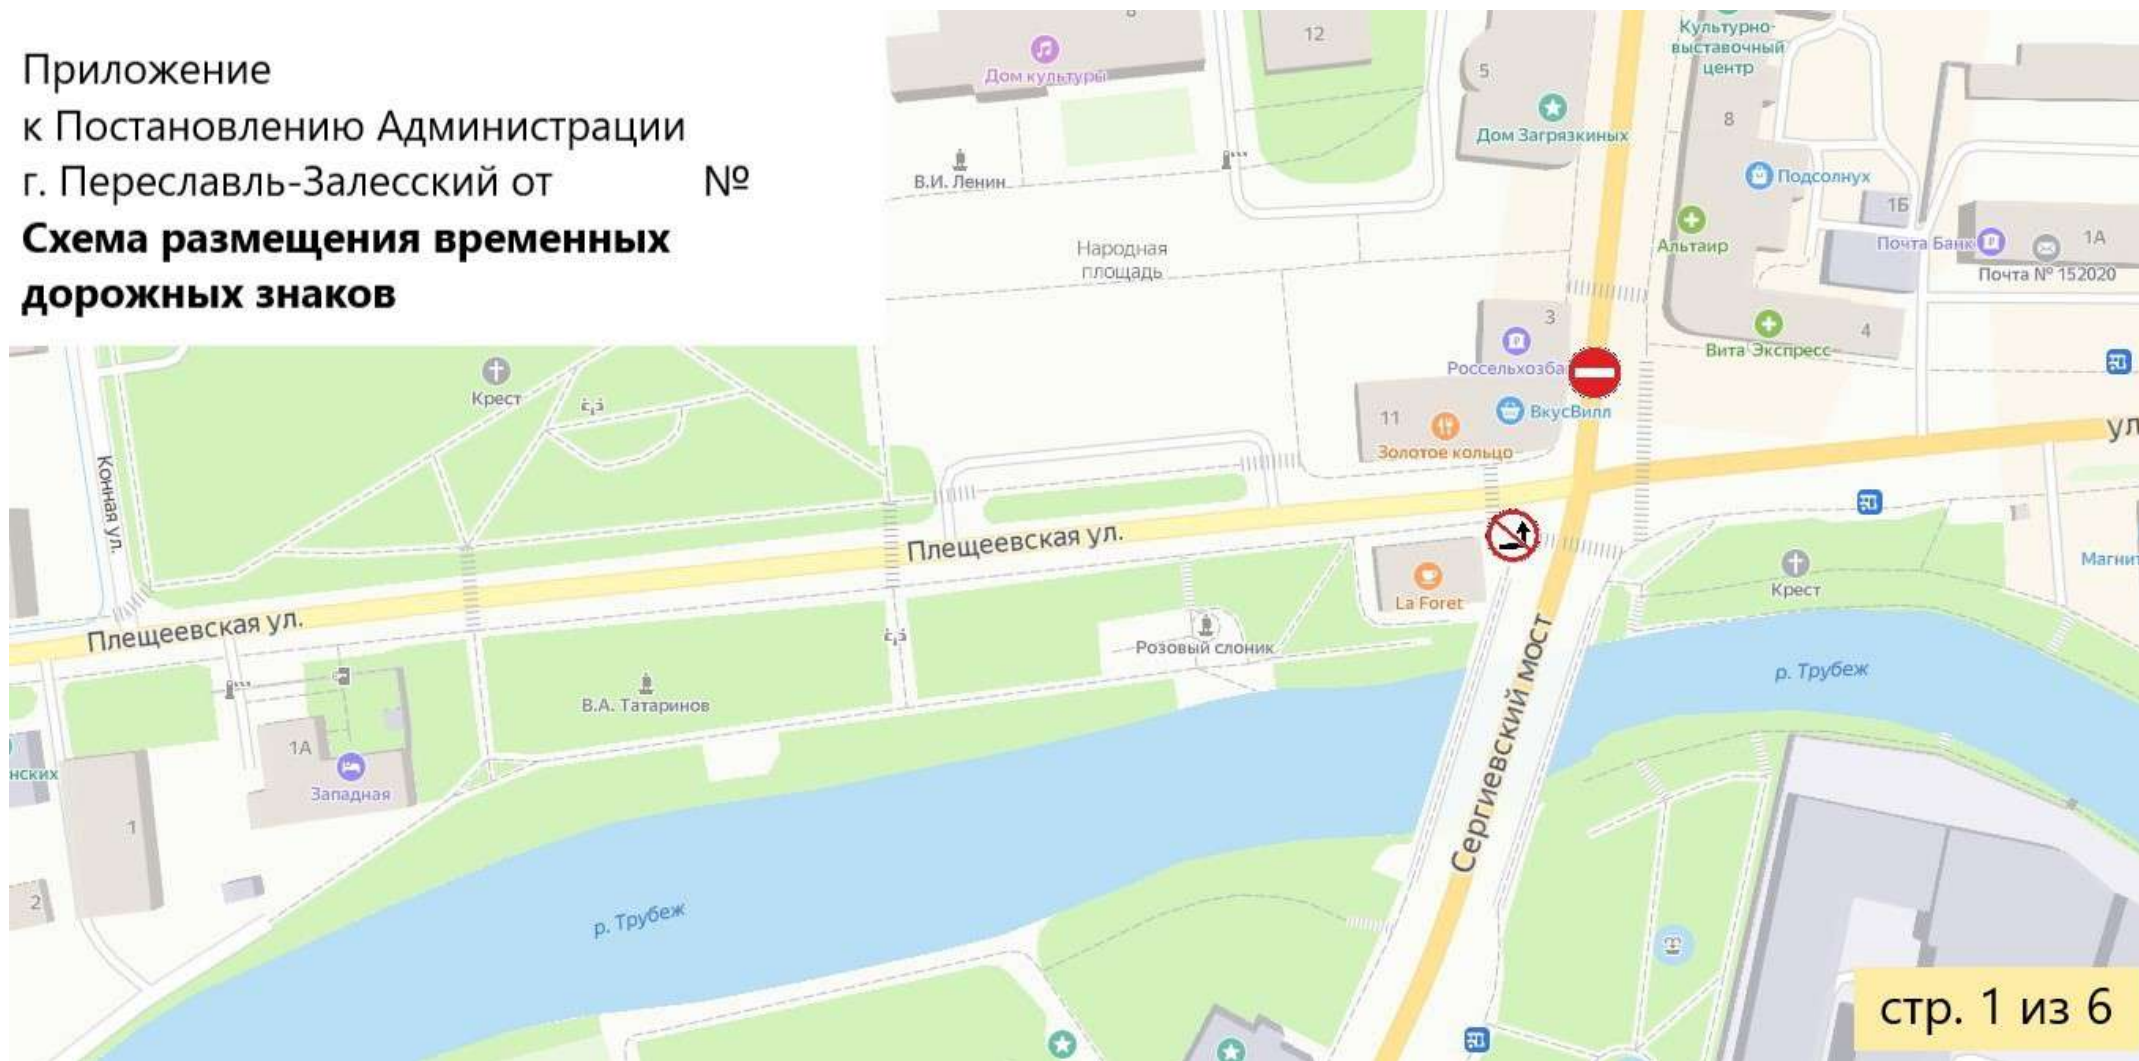 Приложение
к Постановлению Администрации
г. Переславль-Залесский от №
Схема размещения временных
дорожных знаков
Дом культуры
12
5
Культурно-
выставочный
центр
8
Дом Загрязкиных
В.И. Ленин
Подсолнух
1Б
Альтаир
Почта Банк
1А
Почта № 152020
Народная
площадь
3
4
Вита Экспресс
Россельхозба
Крест
11
ВкусВилл
Золотое кольцо
ул
Конная ул.
Плещеевская ул.
La Foret
Крест
Магнит
Плещеевская ул.
Розовый слоник
В.А. Татаринов
р. Трубеж
Сергиевский мост
1А
Западная
нских
1
2
р. Трубеж
стр. 1 из 6